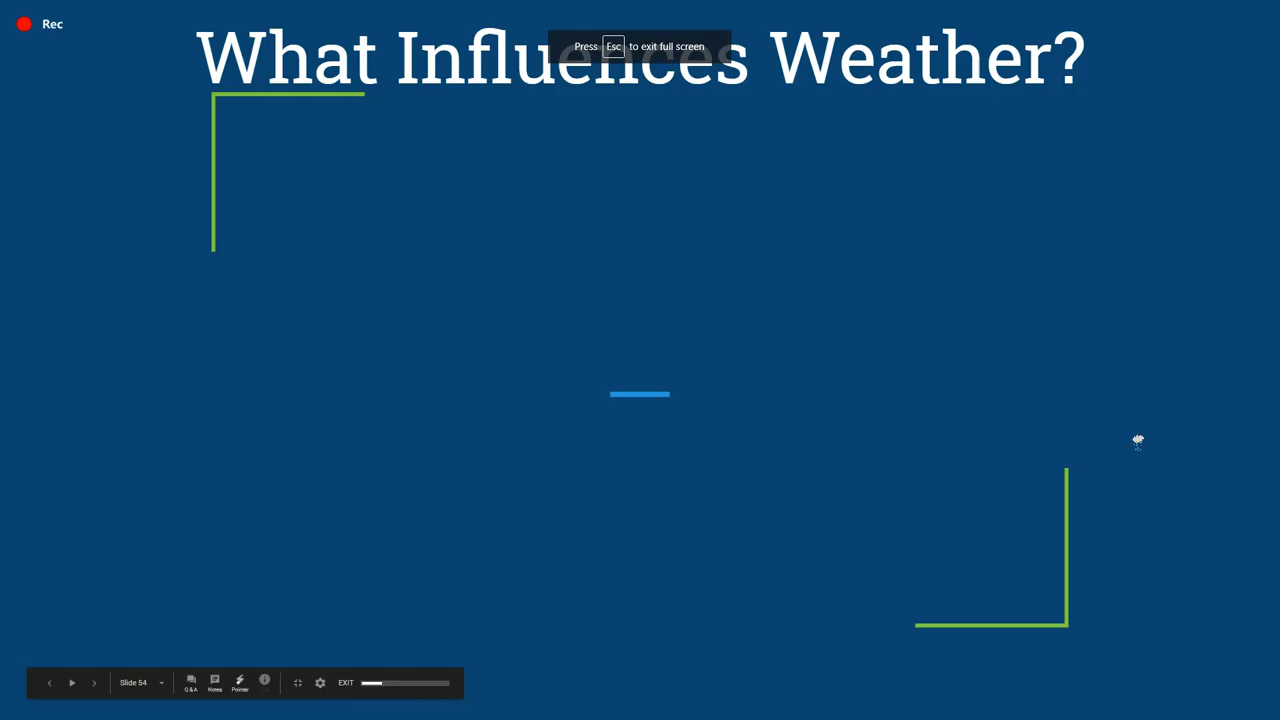 Rec
What Influences Weather?
Press Esc to exit full screen
Slide 54
Q&A
Notes
Pointer
EXIT